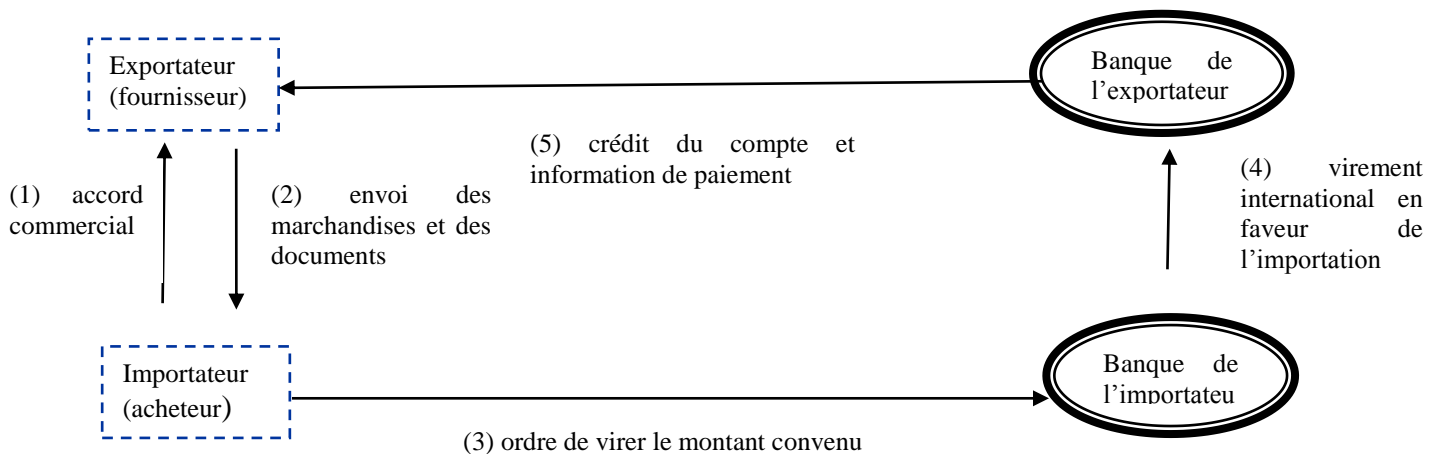 Exportateur
(fournisseur)
Banque de
l’exportateur
(5) crédit du compte et
information de paiement
(1) accord
commercial
(2) envoi des
marchandises et des
documents
(4) virement
international en
faveur de
l’importation
Importateur
(acheteur)
Banque de
l’importateu
(3) ordre de virer le montant convenu